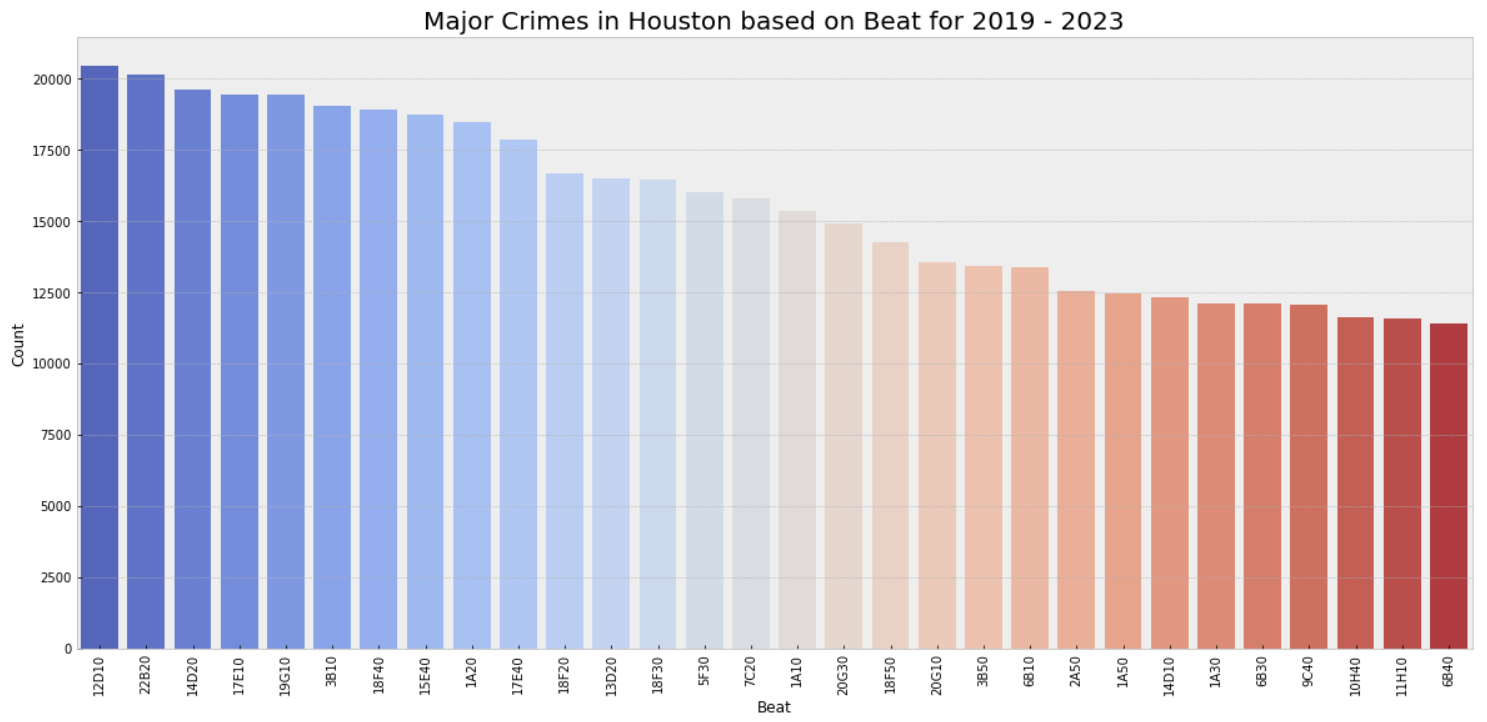 Major Crimes in Houston based on Beat for 2019 - 2023
Count
20000
17500
15000
12500
10000
7500
5000
2500
0
12D10
22B20
14D20
17E10
19G10
3B10
18F40
15E40
1A20
17E40
18F20
13D20
18F30
5F30
7C20
1A10
20G30
18F50
20G10
3B50
6B10
2A50
1A50
14D10
1A30
6B30
9C40
10H40
11H10
6B40
Beat